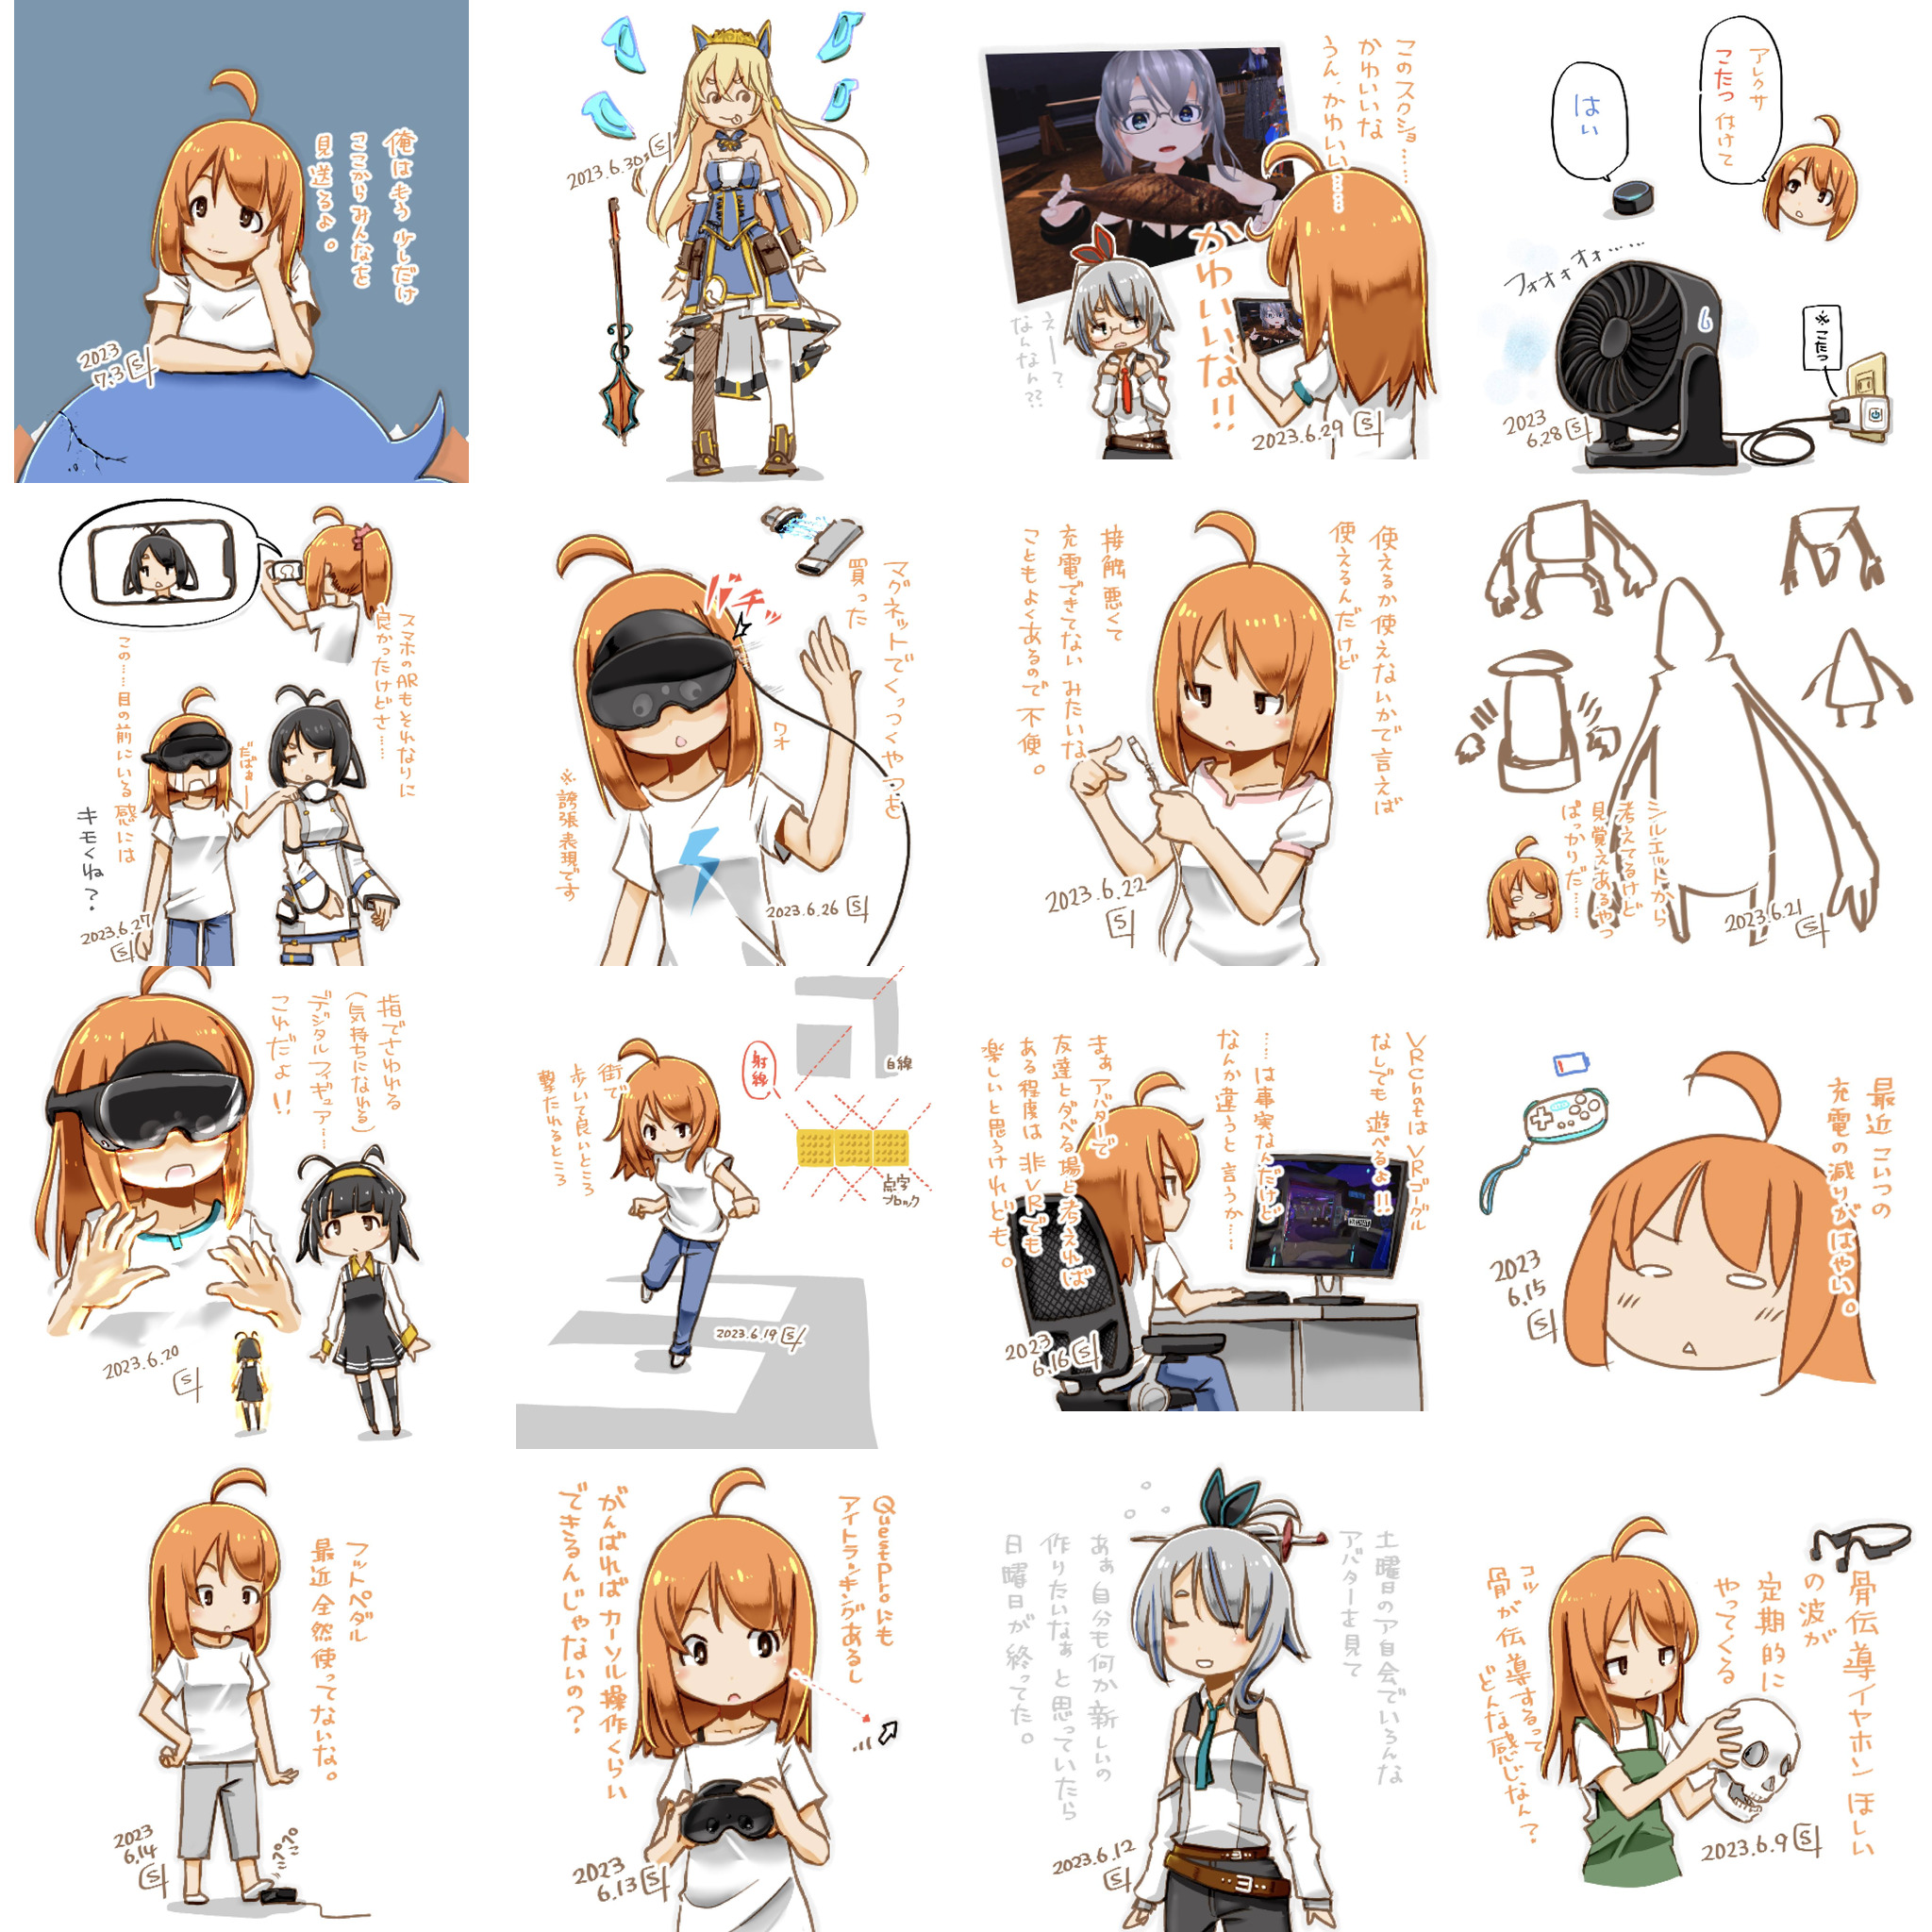 俺はもう少しだけ
ここからみんなを
見送るよ。
2023
7.3 S
2023.6.30 S
このスクショ……
かわいいな
うん、かわいい……
かわいいな!!
えー?
なんなん??
2023.6.29 S
アレクサ
こたつ付けて
はい
フォオォオォ……
※こたつ
2023
6.28 S
スマホのARもそれなりに
良かったけどさ……
この……目の前にいる感には
だばぁー
キモくね?
2023.6.27
S
マグネットでくっつくやつを
買った
バチッ
ワオ
※誇張表現です
2023.6.26 S
使えるか使えないかで言えば
使えるんだけど
接触悪くて
充電できてないみたいな
こともよくあるので不便。
2023.6.22
S
シルエットから
考えてるけど
見覚えあるやつ
ばっかりだ……
2023.6.21 S
指でさわれる
(気持ちになれる)
デジタルフィギュア…
これだよ!!
2023.6.20
S
街で
歩いて良いところ
撃たれるところ
射線
白線
点字
ブロック
2023.6.19 S
VRChatはVRゴーグル
なしでも遊べるよ!!
……は事実なんだけど
なんか違うと言うか…
まぁアバターで
友達とダベる場と考えれば
ある程度は非VRでも
楽しいと思うけれども。
2023
6.16 S
最近こいつの
充電の減りがはやい。
2023
6.15
S
フットペダル
最近全然使ってないな。
2023
6.14
S
QuestProにも
アイトラッキングあるし
がんばればカーソル操作くらい
できるんじゃないの?
2023
6.13 S
土曜日のア自会でいろんな
アバターを見て
あぁ自分も何か新しいの
作りたいなぁと思っていたら
日曜日が終ってた。
2023.6.12
S
骨伝導イヤホンほしい
の波が
定期的に
やってくる
コツ
骨が伝導するって
どんな感じなん?
2023.6.9 S